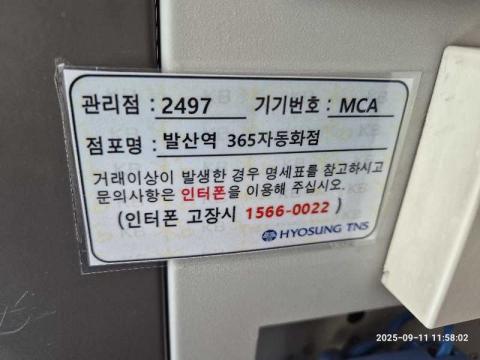 관리점 : 2497 기기번호 : MCA
점포명 : 발산역 365자동화점
거래이상이 발생한 경우 명세표를 참고하시고
문의사항은 인터폰을 이용해 주십시오.
(인터폰 고장시 1566-0022 )
HYOSUNG TNS
2025-09-11 11:58:02